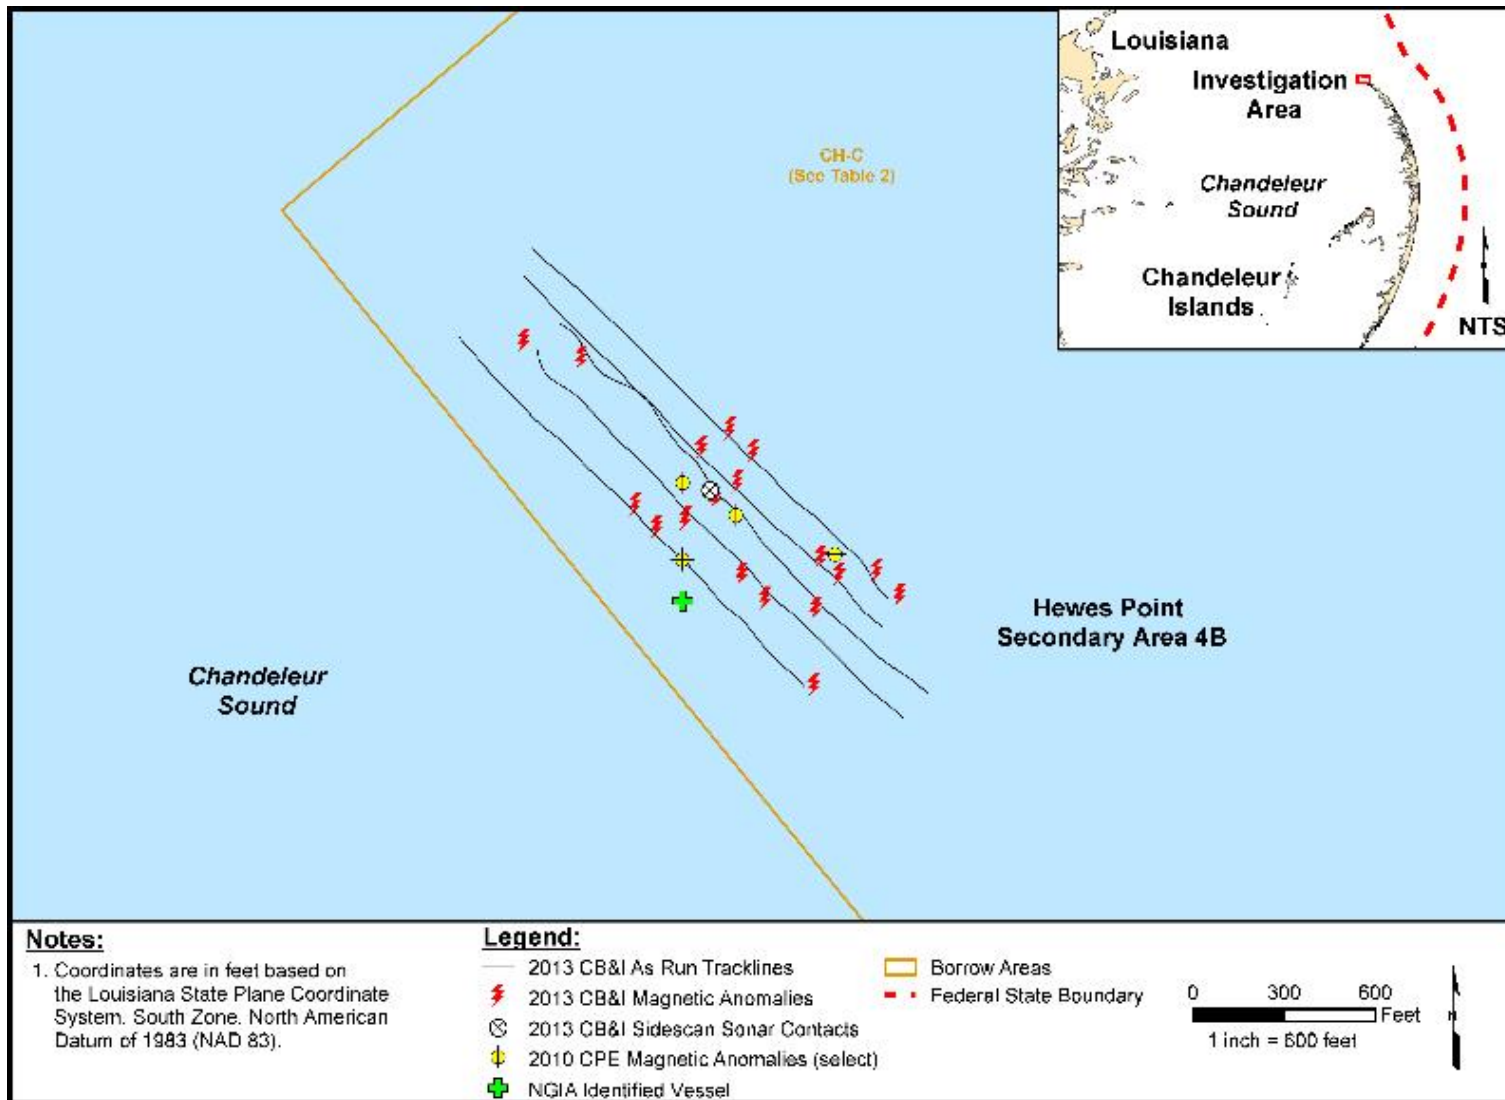 Louisiana
Investigation
Area
Chandeleur
Sound
Chandeleur
Islands
NTS
CH-C
(See Table 2)
Hewes Point
Secondary Area 4B
Chandeleur
Sound
Notes:
1. Coordinates are in feet based on
the Louisiana State Plane Coordinate
System. South Zone. North American
Datum of 1983 (NAD 83).
Legend:
2013 CB&I As Run Tracklines
2013 CB&I Magnetic Anomalies
2013 CB&I Sidescan Sonar Contacts
2010 CPE Magnetic Anomalies (select)
NGIA Identified Vessel
Borrow Areas
Federal State Boundary
0 300 600
Feet
1 inch = 600 feet
N